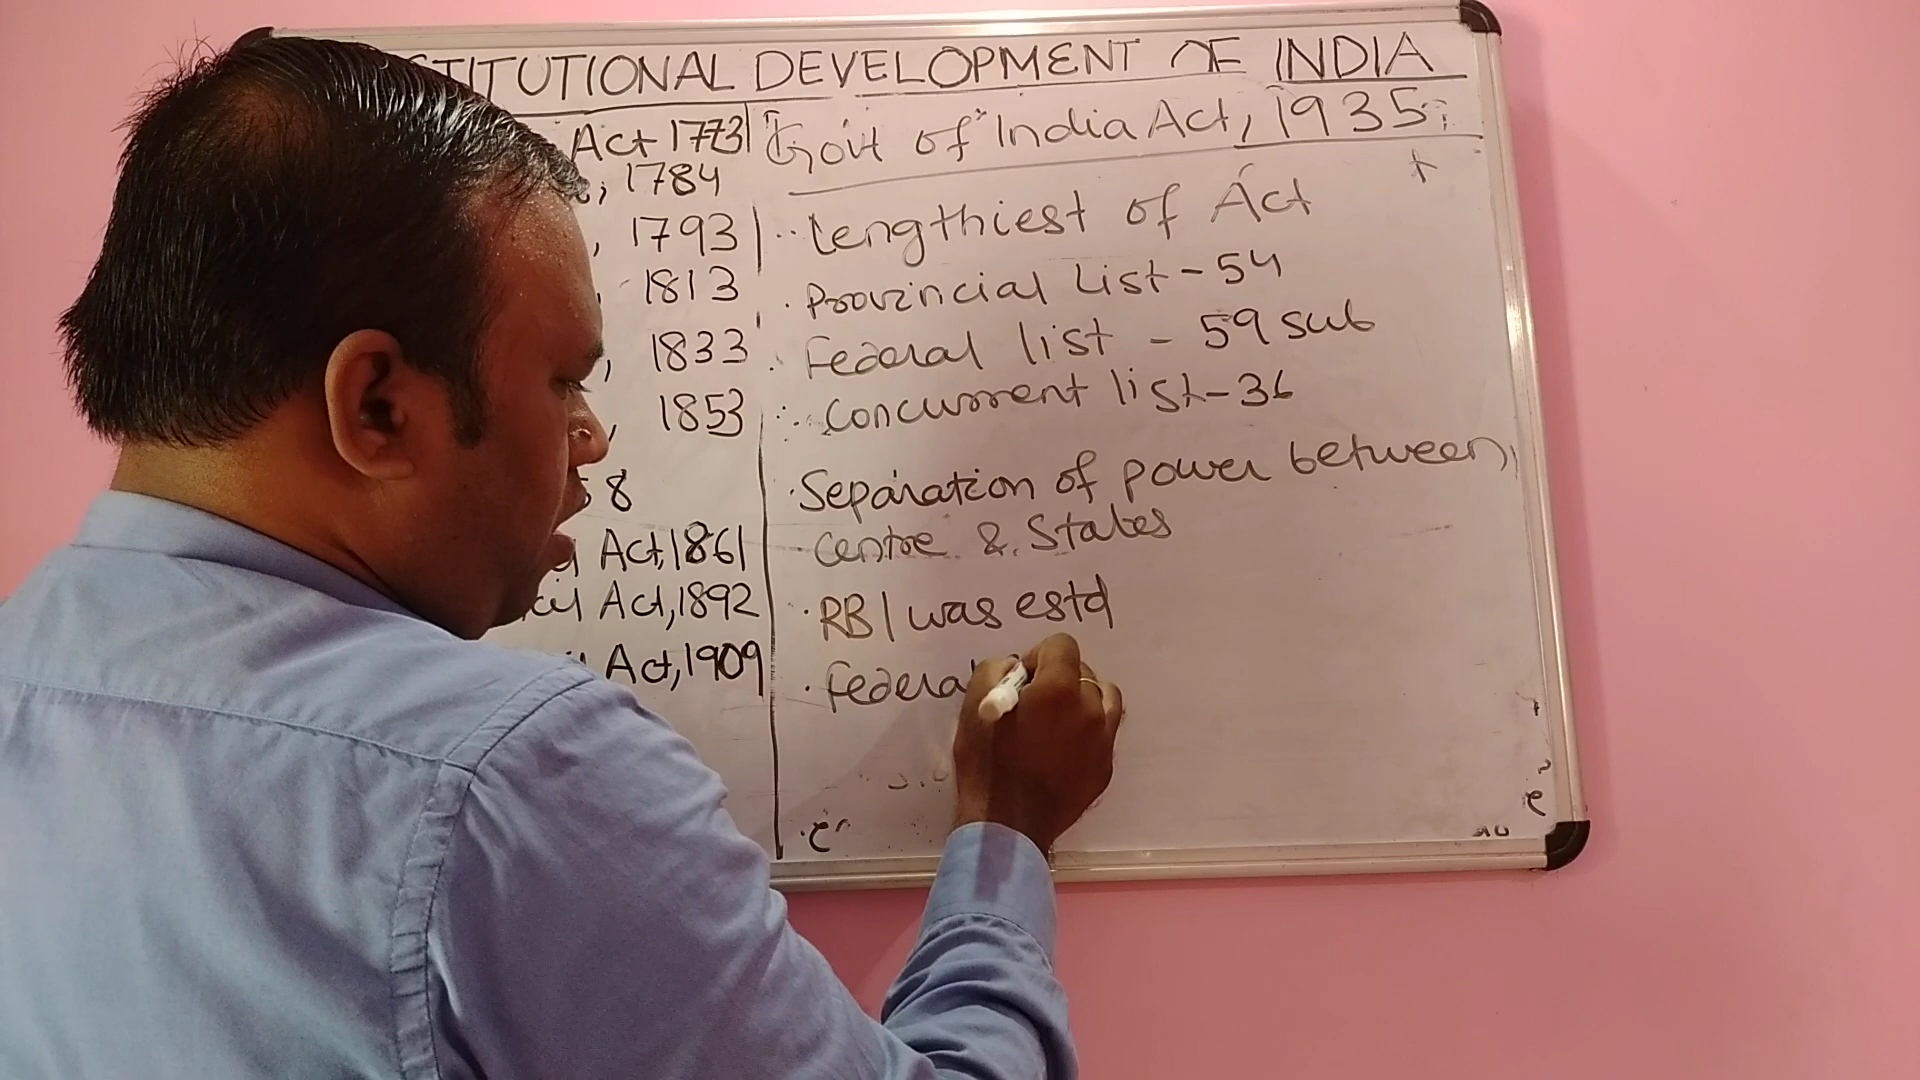 STITUTIONAL DEVELOPMENT OF INDIA
Act 1773
, 1784
, 1793
1813
, 1833
, 1853
58
Act, 1861
Act, 1892
Act, 1909
Govt of India Act, 1935
Lengthiest of Act
Provincial List - 54
Federal list - 59 sub
Concurrent list - 36
Separation of power between
Centre & States
RBI was estd
Federal